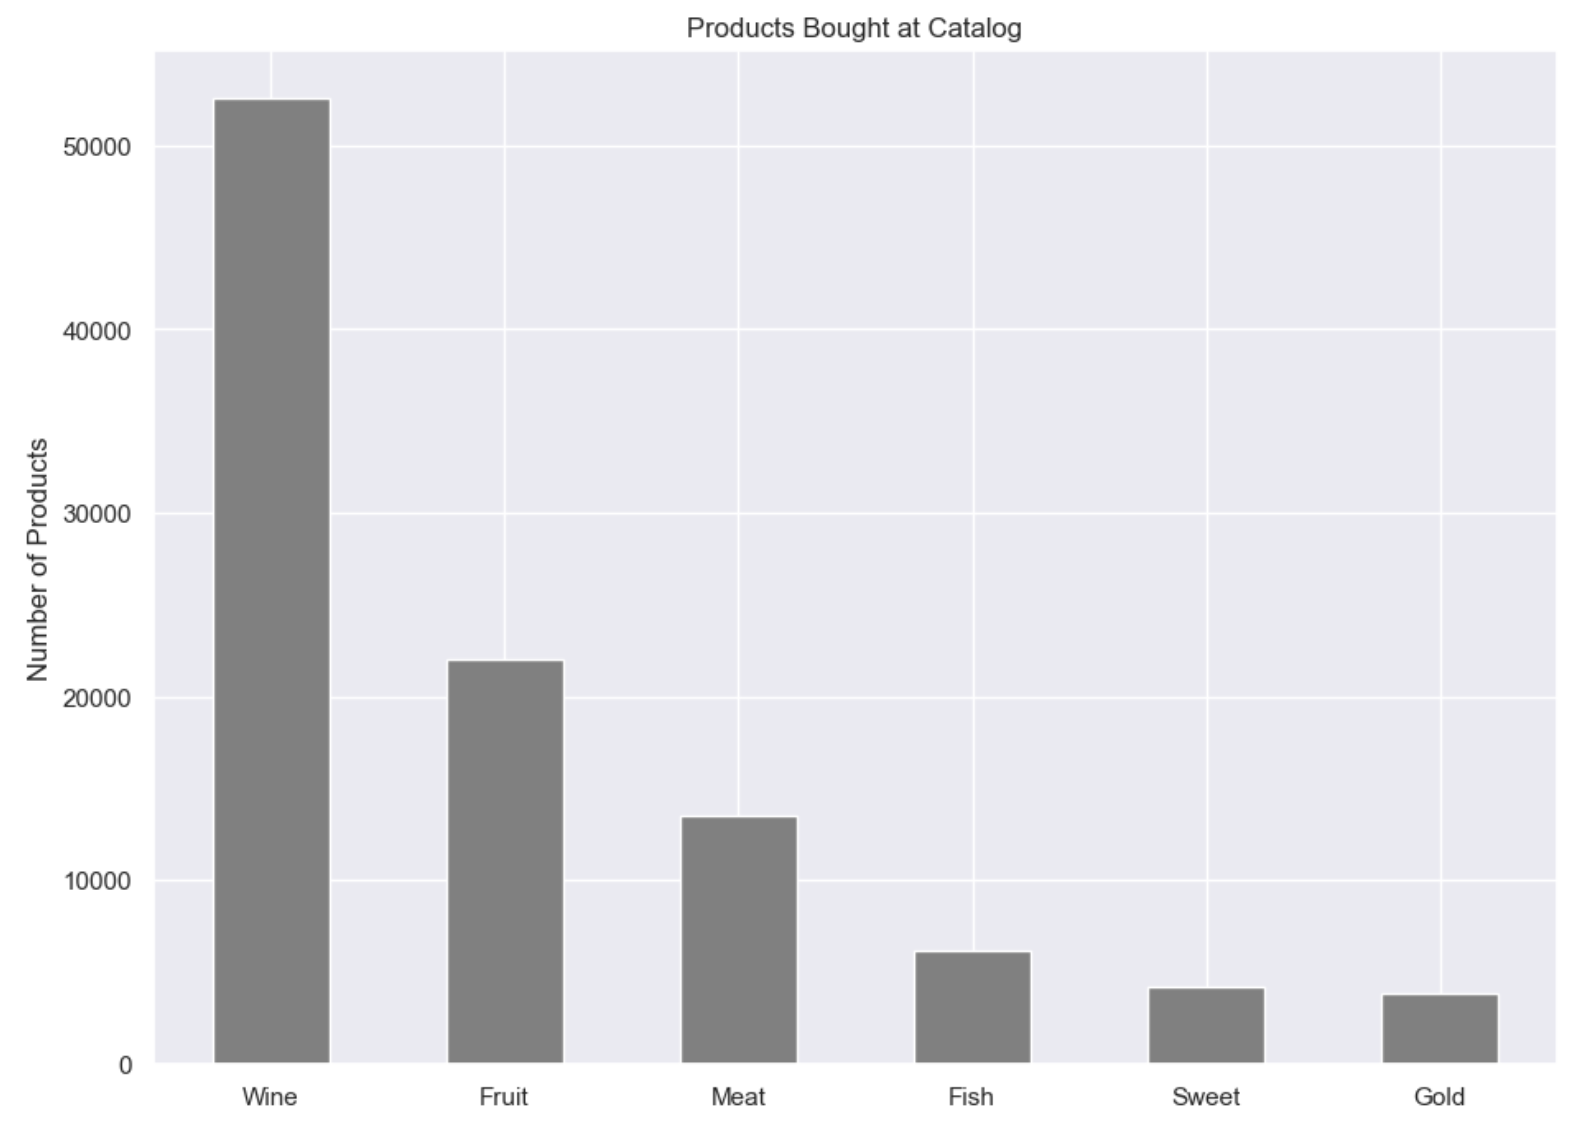 Products Bought at Catalog
Number of Products
50000
40000
30000
20000
10000
0
Wine Fruit Meat Fish Sweet Gold